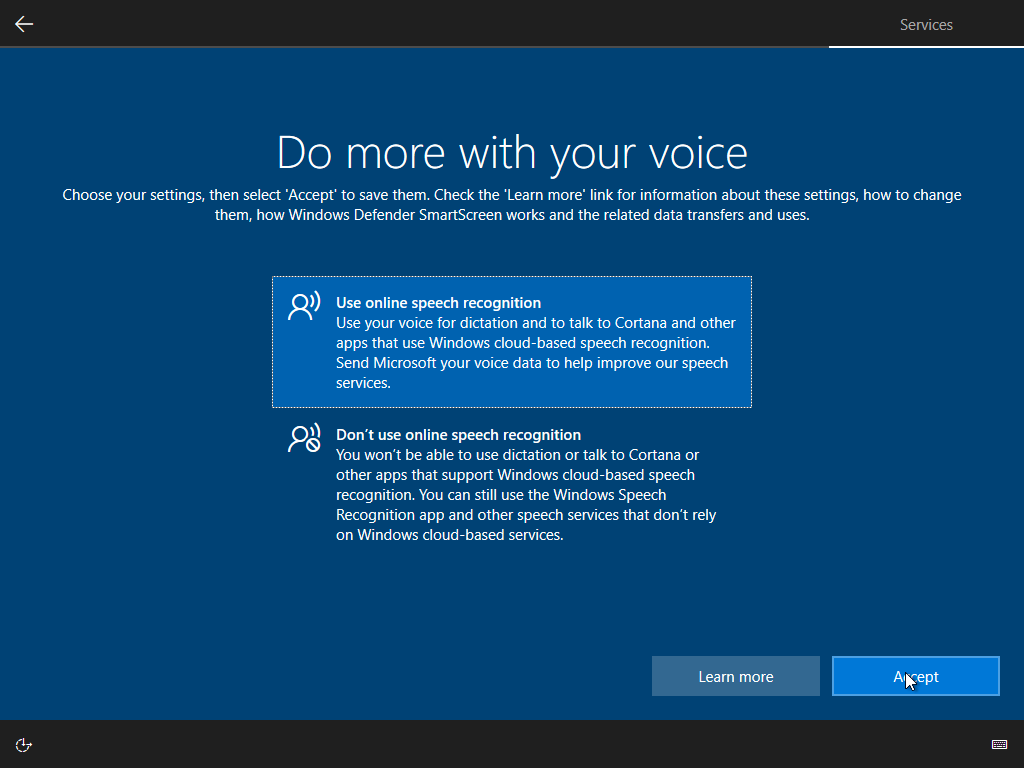 Services
Do more with your voice
Choose your settings, then select 'Accept' to save them. Check the 'Learn more' link for information about these settings, how to change
them, how Windows Defender SmartScreen works and the related data transfers and uses.
Use online speech recognition
Use your voice for dictation and to talk to Cortana and other
apps that use Windows cloud-based speech recognition.
Send Microsoft your voice data to help improve our speech
services.
Don't use online speech recognition
You won't be able to use dictation or talk to Cortana or
other apps that support Windows cloud-based speech
recognition. You can still use the Windows Speech
Recognition app and other speech services that don't rely
on Windows cloud-based services.
Learn more
Accept